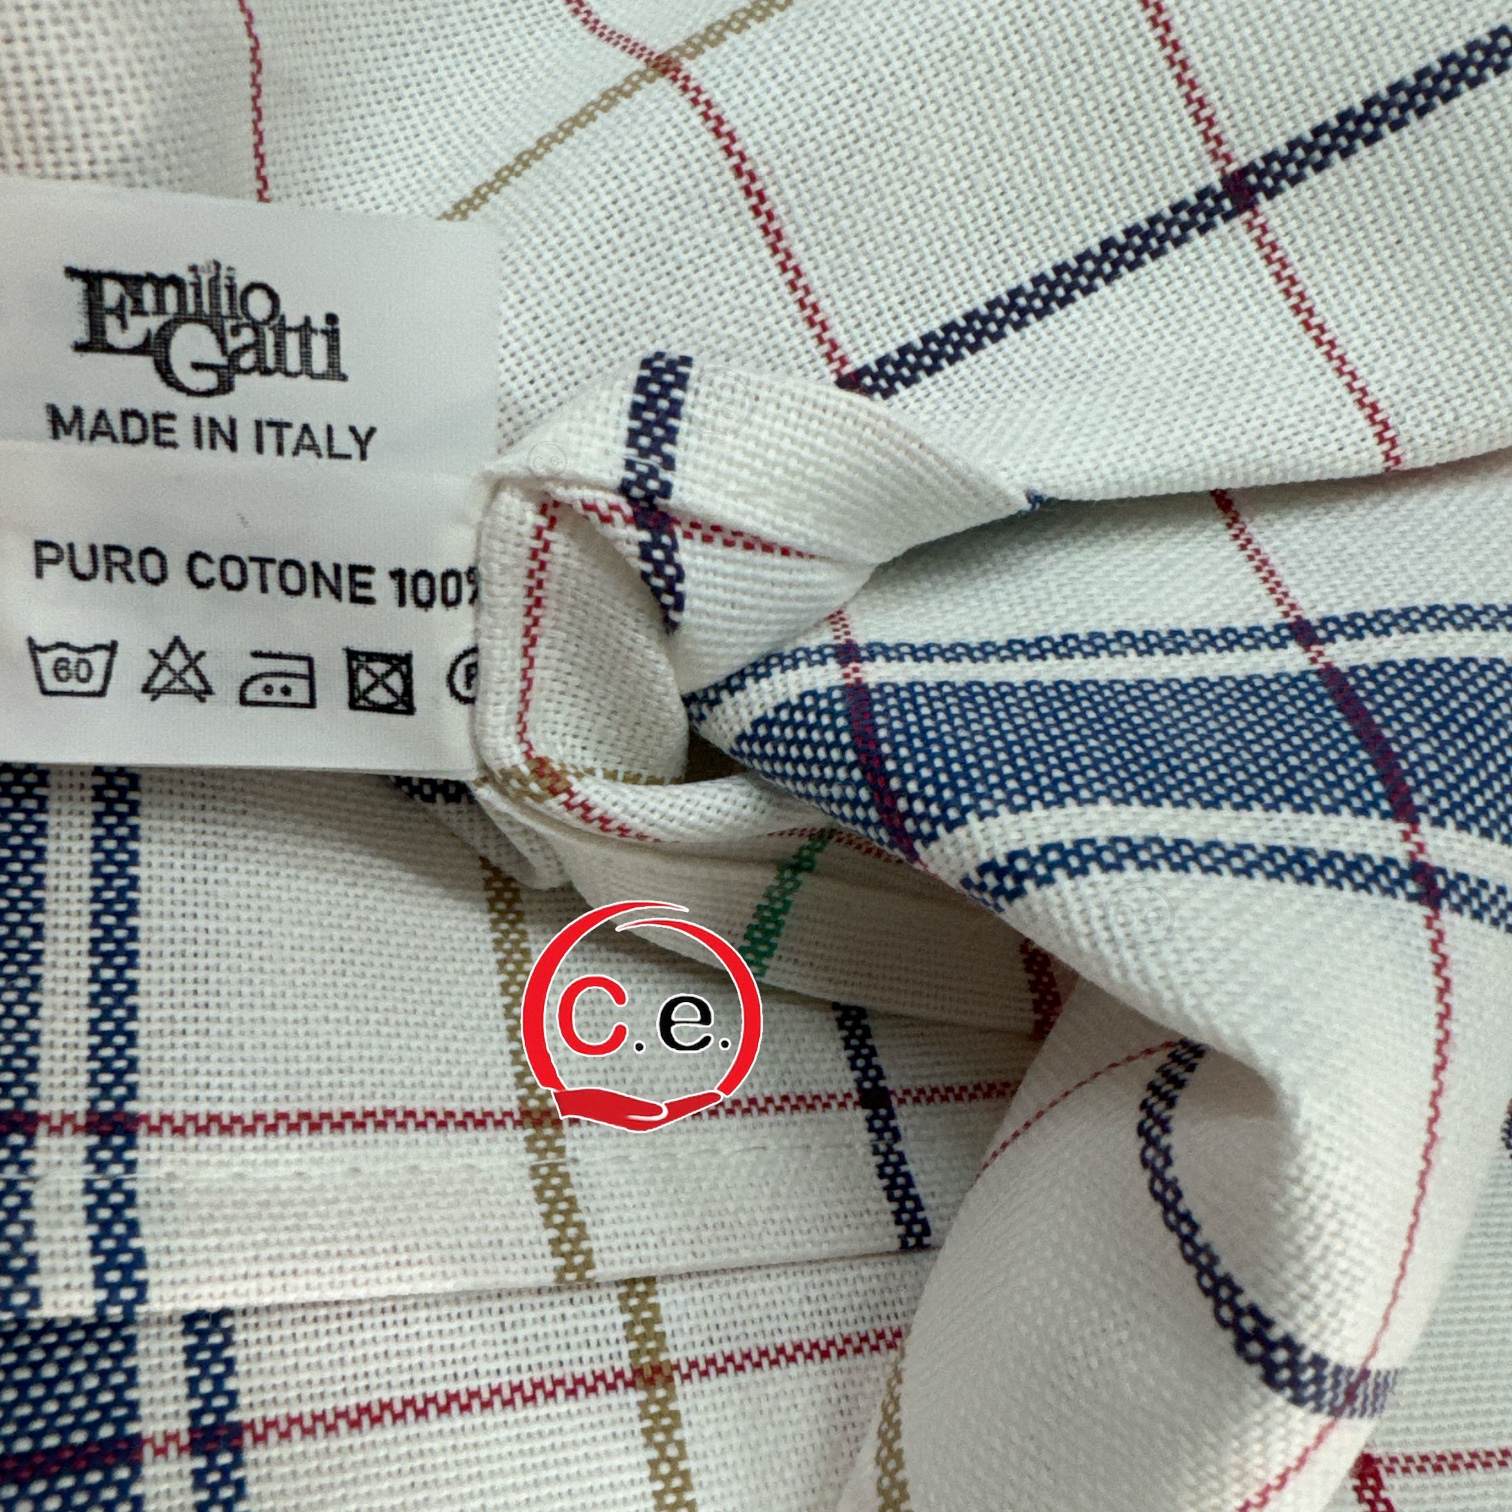 Emilio
Gatti
MADE IN ITALY
PURO COTONE 100%
60
C.e.